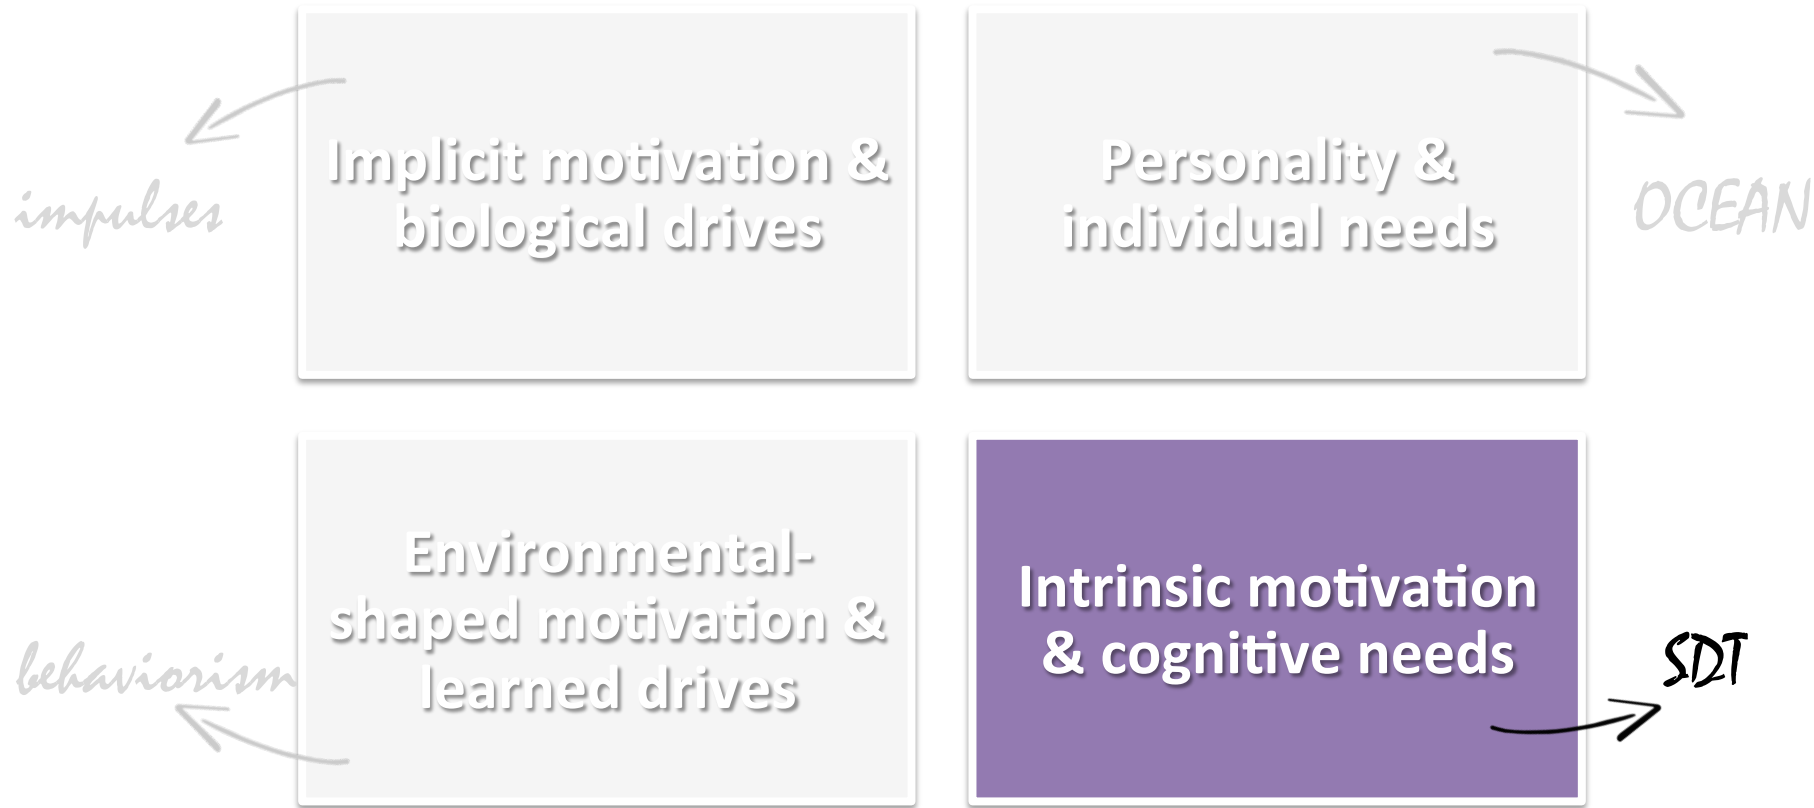 Implicit motivation &
biological drives
impulses
Personality &
individual needs
OCEAN
Environmental-
shaped motivation &
learned drives
behaviorism
Intrinsic motivation
& cognitive needs
SDT